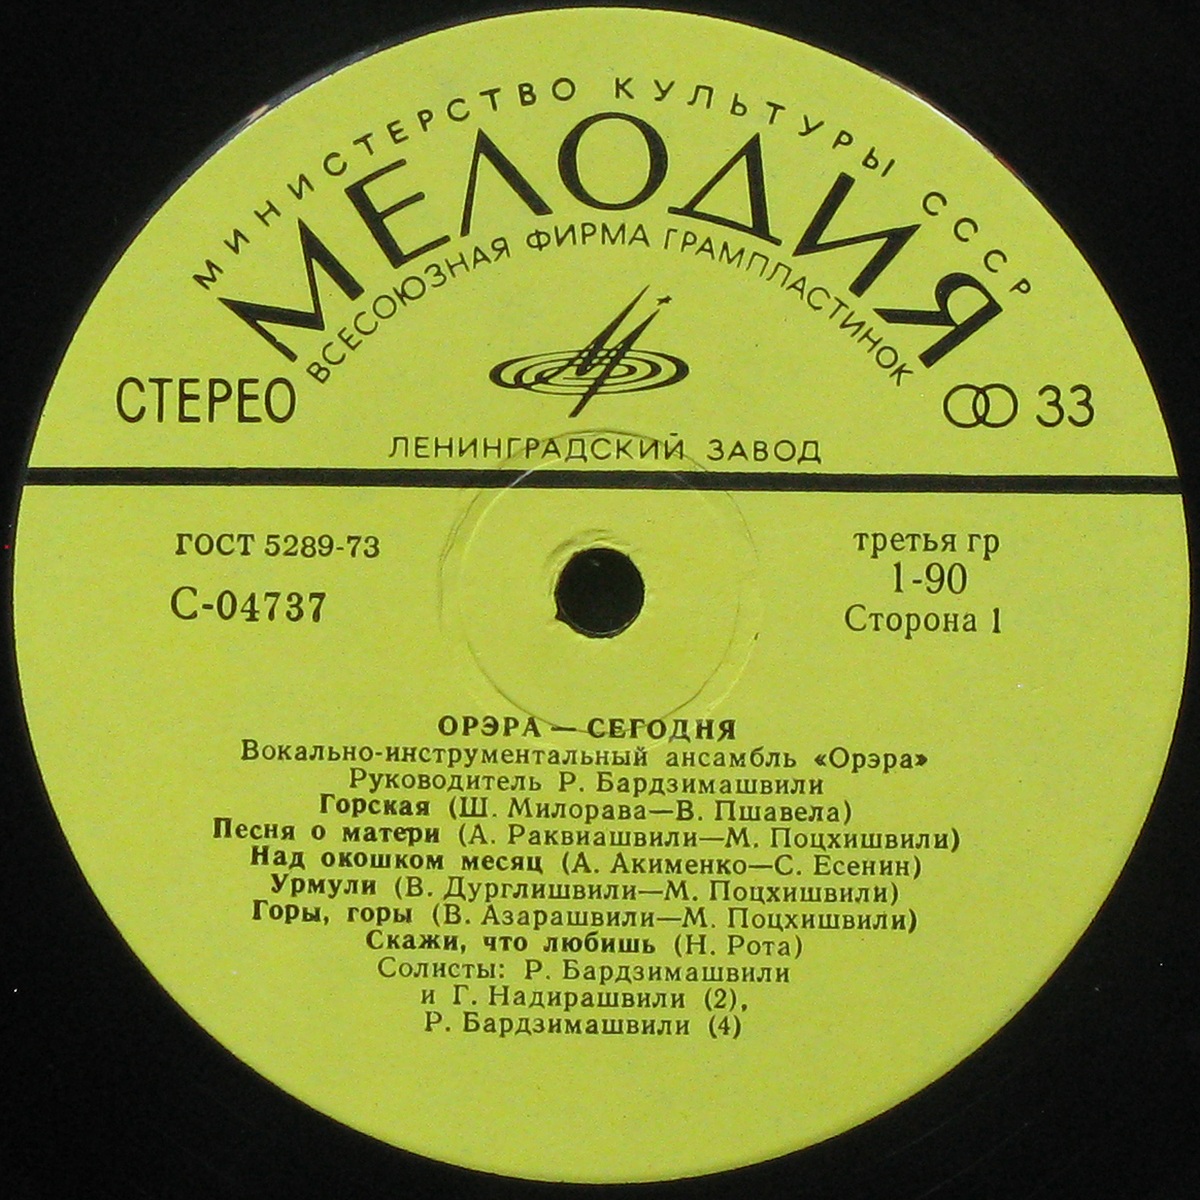 МИНИСТЕРСТВО КУЛЬТУРЫ СССР
МЕЛОДИЯ
ВСЕСОЮЗНАЯ ФИРМА ГРАМПЛАСТИНОК
СТЕРЕО
33
ЛЕНИНГРАДСКИЙ ЗАВОД
ГОСТ 5289-73
третья гр
С-04737
1-90
Сторона 1
ОРЭРА — СЕГОДНЯ
Вокально-инструментальный ансамбль «Орэра»
Руководитель Р. Бардзимашвили
Горская (Ш. Милорава—В. Пшавела)
Песня о матери (А. Раквиашвили—М. Поцхишвили)
Над окошком месяц (А. Акименко—С. Есенин)
Урмули (В. Дурглишвили—М. Поцхишвили)
Горы, горы (В. Азарашвили—М. Поцхишвили)
Скажи, что любишь (Н. Рота)
Солисты: Р. Бардзимашвили
и Г. Надирашвили (2),
Р. Бардзимашвили (4)